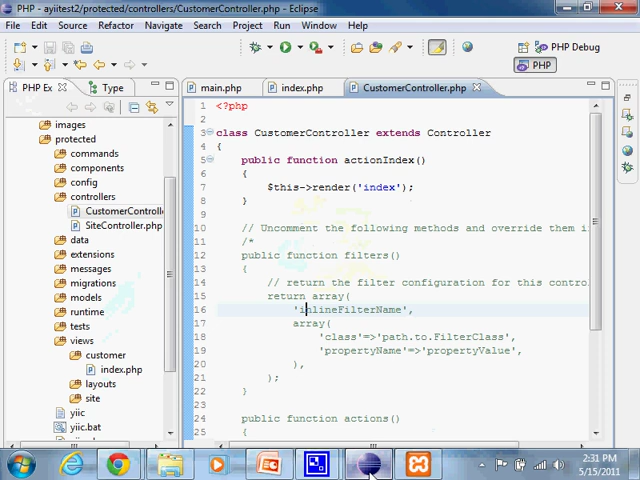 PHP - ayiitest2/protected/controllers/CustomerController.php - Eclipse
File Edit Source Refactor Navigate Search Project Run Window Help
PHP Debug
PHP
PHP Ex
Type
main.php
index.php
CustomerController.php
images
protected
commands
components
config
controllers
CustomerControlle
SiteController.php
data
extensions
messages
migrations
models
runtime
tests
views
customer
index.php
layouts
site
yiic
yiic.bat
1 <?php
2
3 class CustomerController extends Controller
4 {
5 public function actionIndex()
6 {
7 $this->render('index');
8 }
9
10 // Uncomment the following methods and override them i
11 /*
12 public function filters()
13 {
14 // return the filter configuration for this contro
15 return array(
16 'inlineFilterName',
17 array(
18 'class'=>'path.to.FilterClass',
19 'propertyName'=>'propertyValue',
20 ),
21 );
22 }
23
24 public function actions()
25 {
2:31 PM
5/15/2011